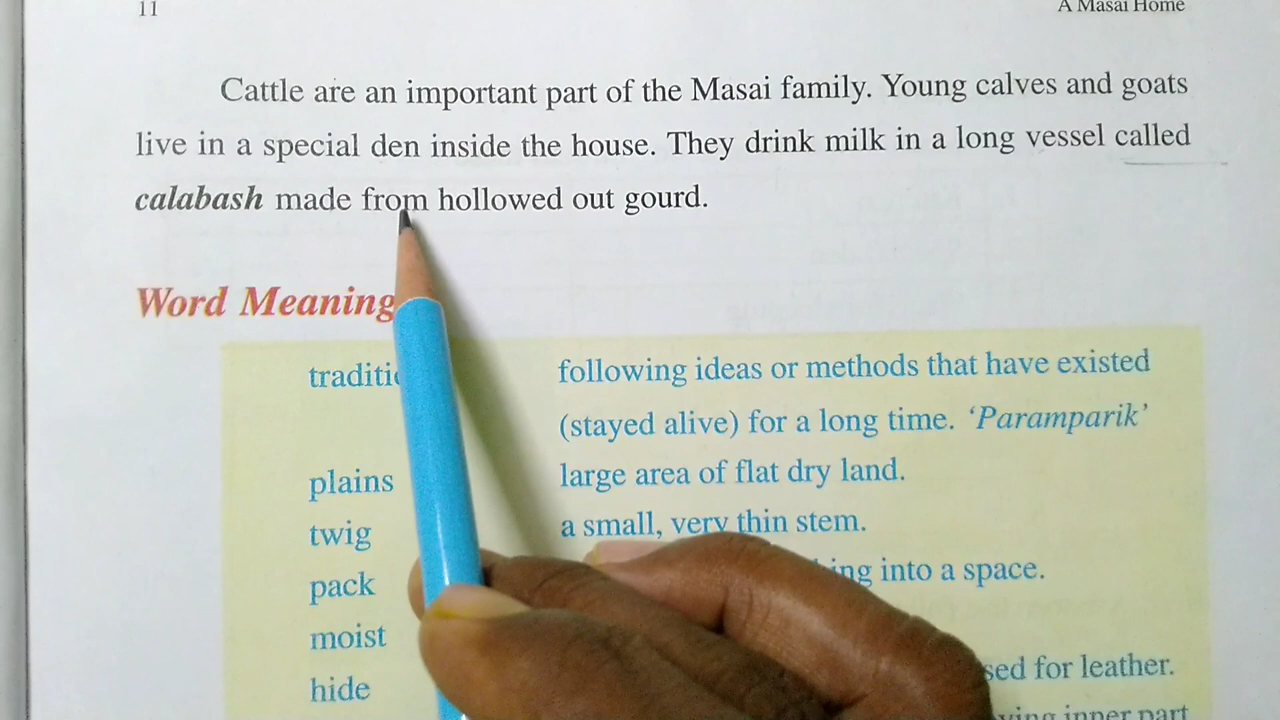 11 A Masai Home
Cattle are an important part of the Masai family. Young calves and goats
live in a special den inside the house. They drink milk in a long vessel called
calabash made from hollowed out gourd.
Word Meaning
following ideas or methods that have existed
(stayed alive) for a long time. ‘Paramparik’
plains large area of flat dry land.
twig a small, very thin stem.
pack into a space.
moist
hide for leather.
inner part